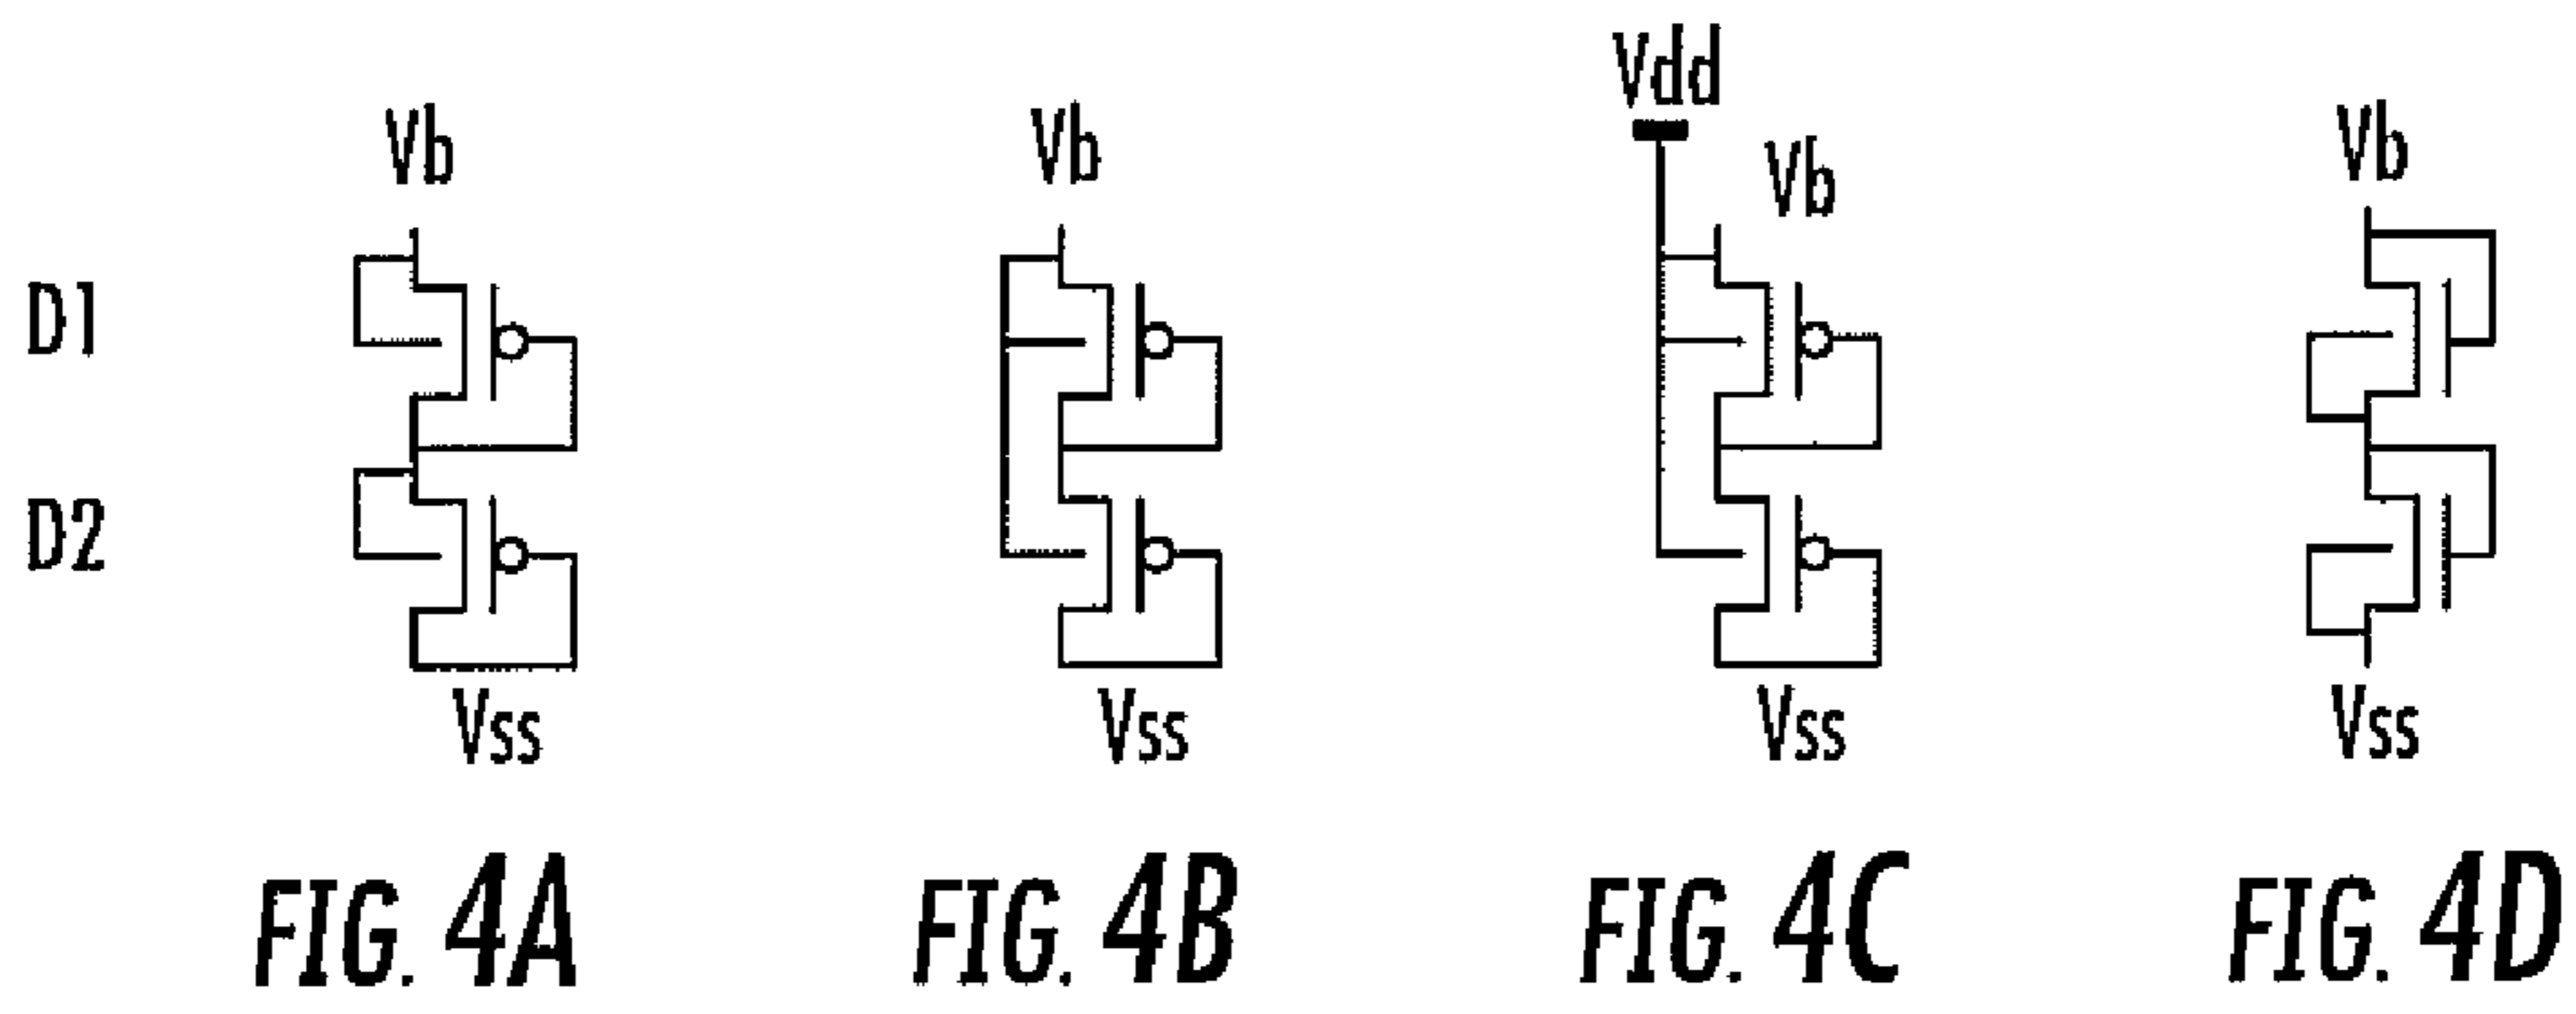 Vdd
Vb Vb Vb Vb
D1
D2
Vss Vss Vss Vss
FIG. 4A FIG. 4B FIG. 4C FIG. 4D